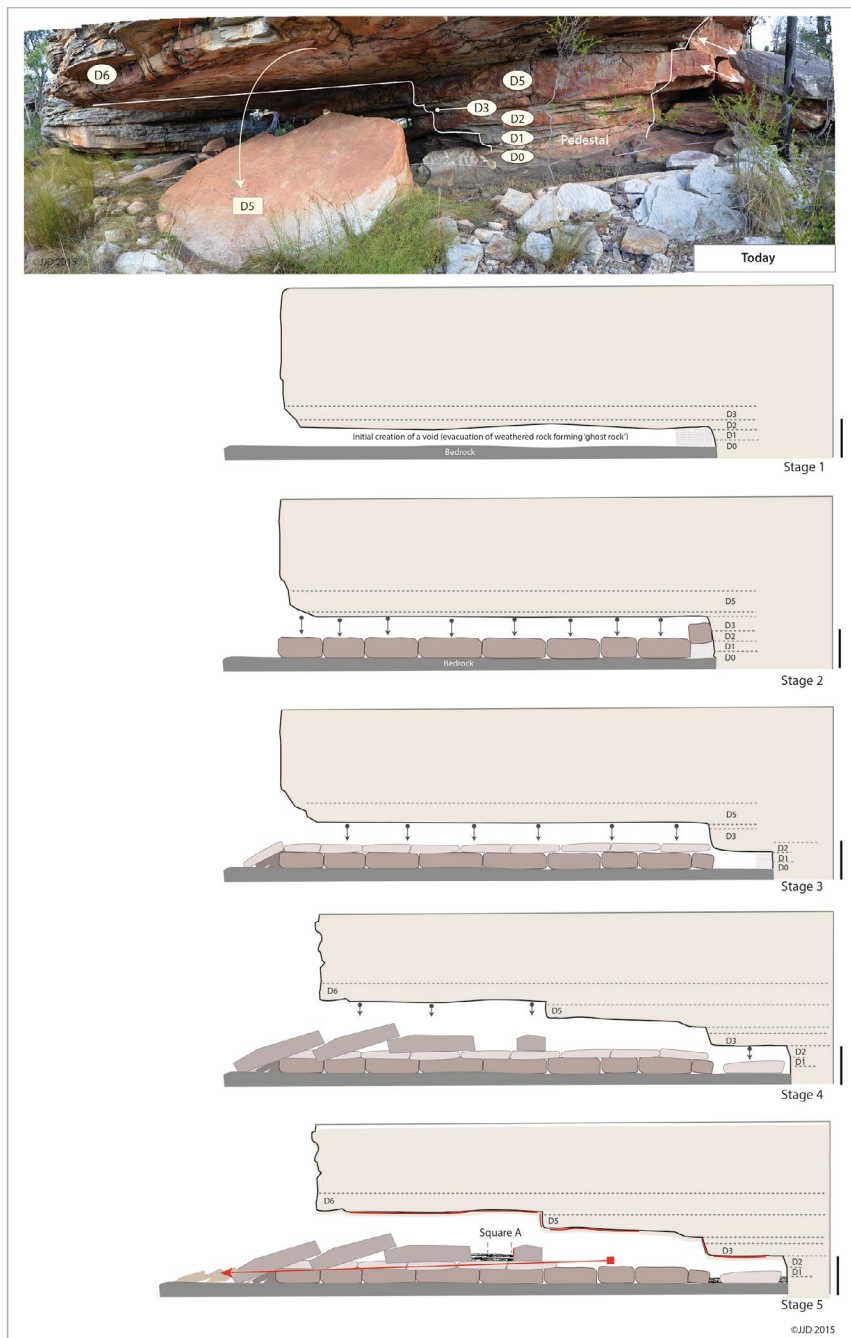 D6
D5
D3
D2
D1
Pedestal
D0
D5
©JJD 2015
Today
D3
D2
Initial creation of a void (evacuation of weathered rock forming 'ghost rock')
D1
D0
Bedrock
Stage 1
D5
D3
D2
D1
D0
Bedrock
Stage 2
D5
D3
D2
D1
D0
Stage 3
D6
D5
D3
D2
D1
Stage 4
D6
D5
Square A
D3
D2
D1
Stage 5
©JJD 2015